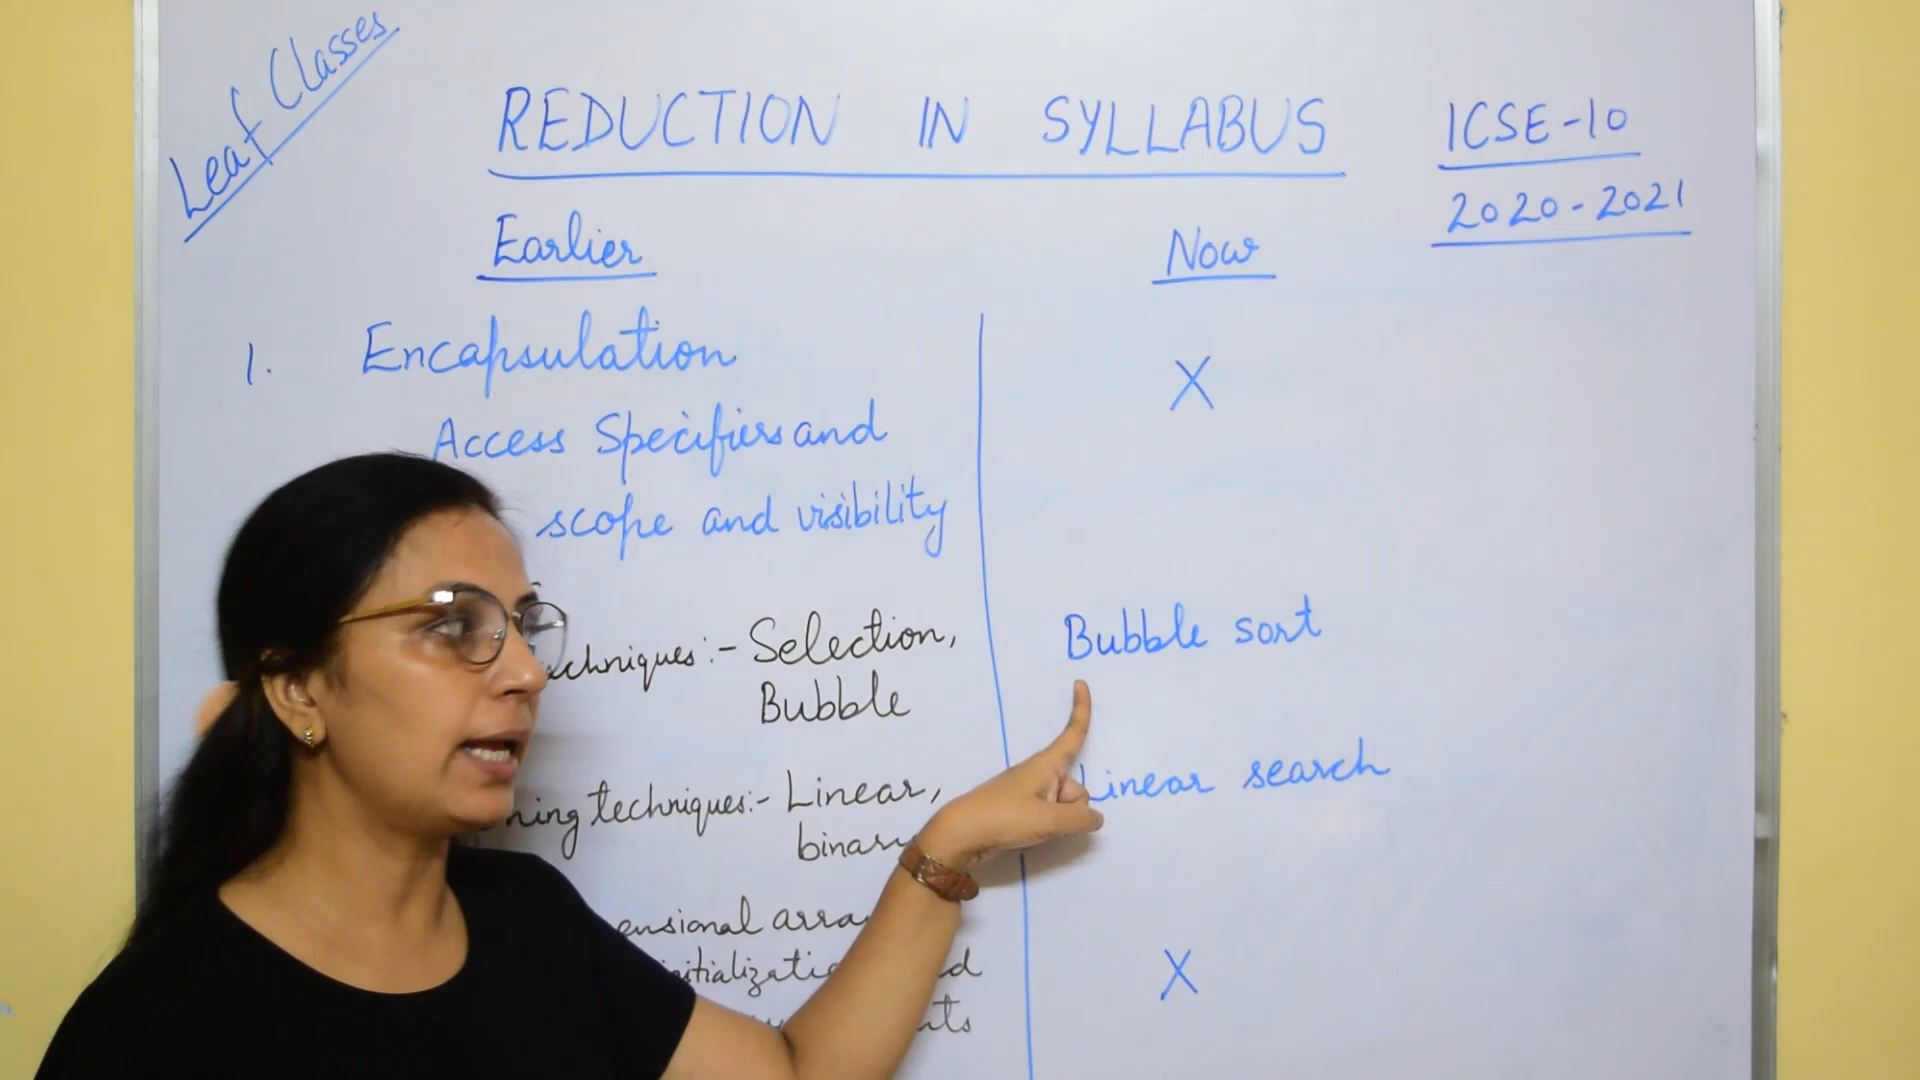 Leaf Classes
REDUCTION IN SYLLABUS
ICSE-10
2020-2021
Earlier
Now
1. Encapsulation
X
Access Specifiers and
scope and visibility
techniques:- Selection,
Bubble
Bubble sort
techniques:- Linear,
Linear search
X